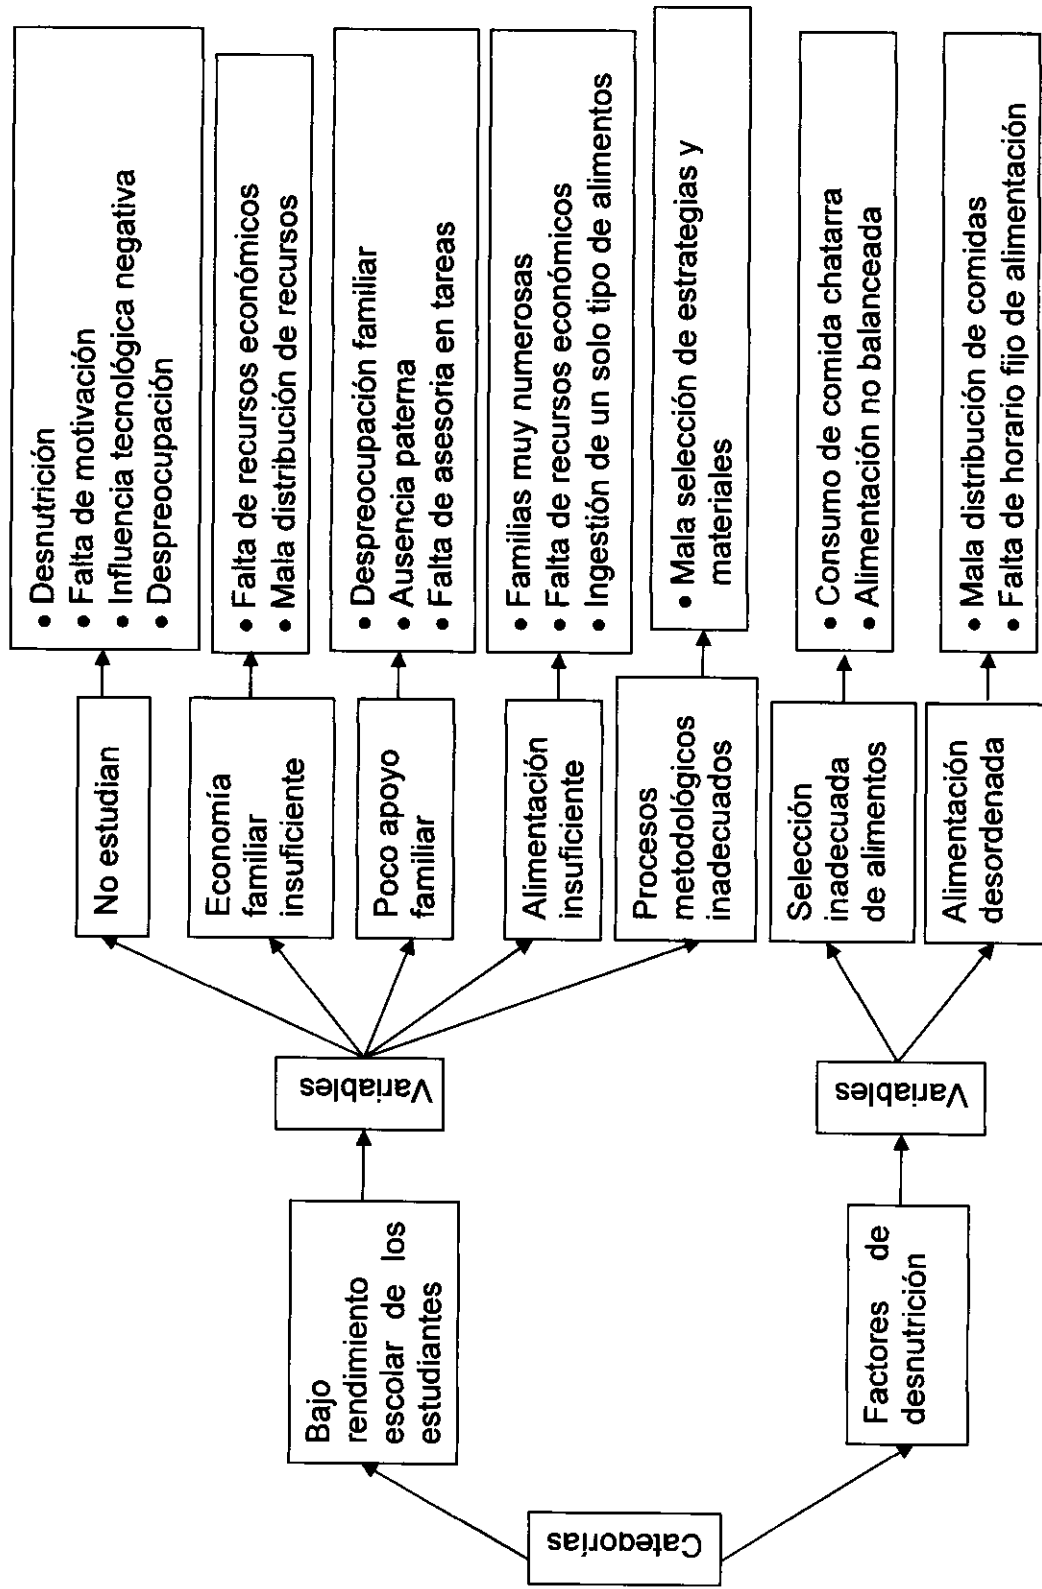 Categorías
Bajo
rendimiento
escolar de los
estudiantes
Variables
No estudian
• Desnutrición
• Falta de motivación
• Influencia tecnológica negativa
• Despreocupación
Economía
familiar
insuficiente
• Falta de recursos económicos
• Mala distribución de recursos
Poco apoyo
familiar
• Despreocupación familiar
• Ausencia paterna
• Falta de asesoria en tareas
Alimentación
insuficiente
• Familias muy numerosas
• Falta de recursos económicos
• Ingestión de un solo tipo de alimentos
Procesos
metodológicos
inadecuados
• Mala selección de estrategias y
materiales
Factores de
desnutrición
Variables
Selección
inadecuada
de alimentos
• Consumo de comida chatarra
• Alimentación no balanceada
Alimentación
desordenada
• Mala distribución de comidas
• Falta de horario fijo de alimentación